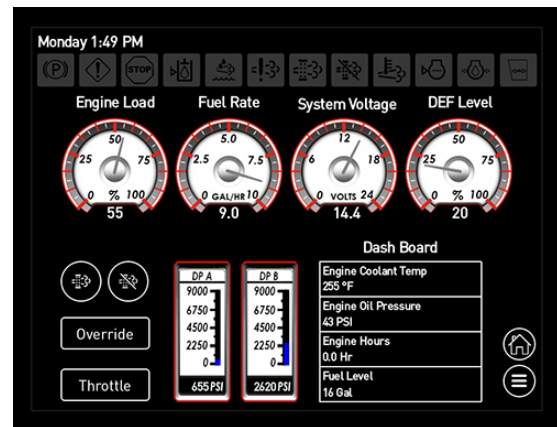 Monday 1:49 PM
(P)
STOP
Engine Load
Fuel Rate
System Voltage
DEF Level
50
25 75
0 % 100
55
5.0
2.5 7.5
0 GAL/HR 10
9.0
12
6 18
0 VOLTS 24
14.4
50
25 75
0 % 100
20
DP A
9000
6750
4500
2250
0
655 PSI
DP B
9000
6750
4500
2250
0
2620 PSI
Override
Throttle
Dash Board
Engine Coolant Temp
255 °F
Engine Oil Pressure
43 PSI
Engine Hours
0.0 Hr
Fuel Level
16 Gal